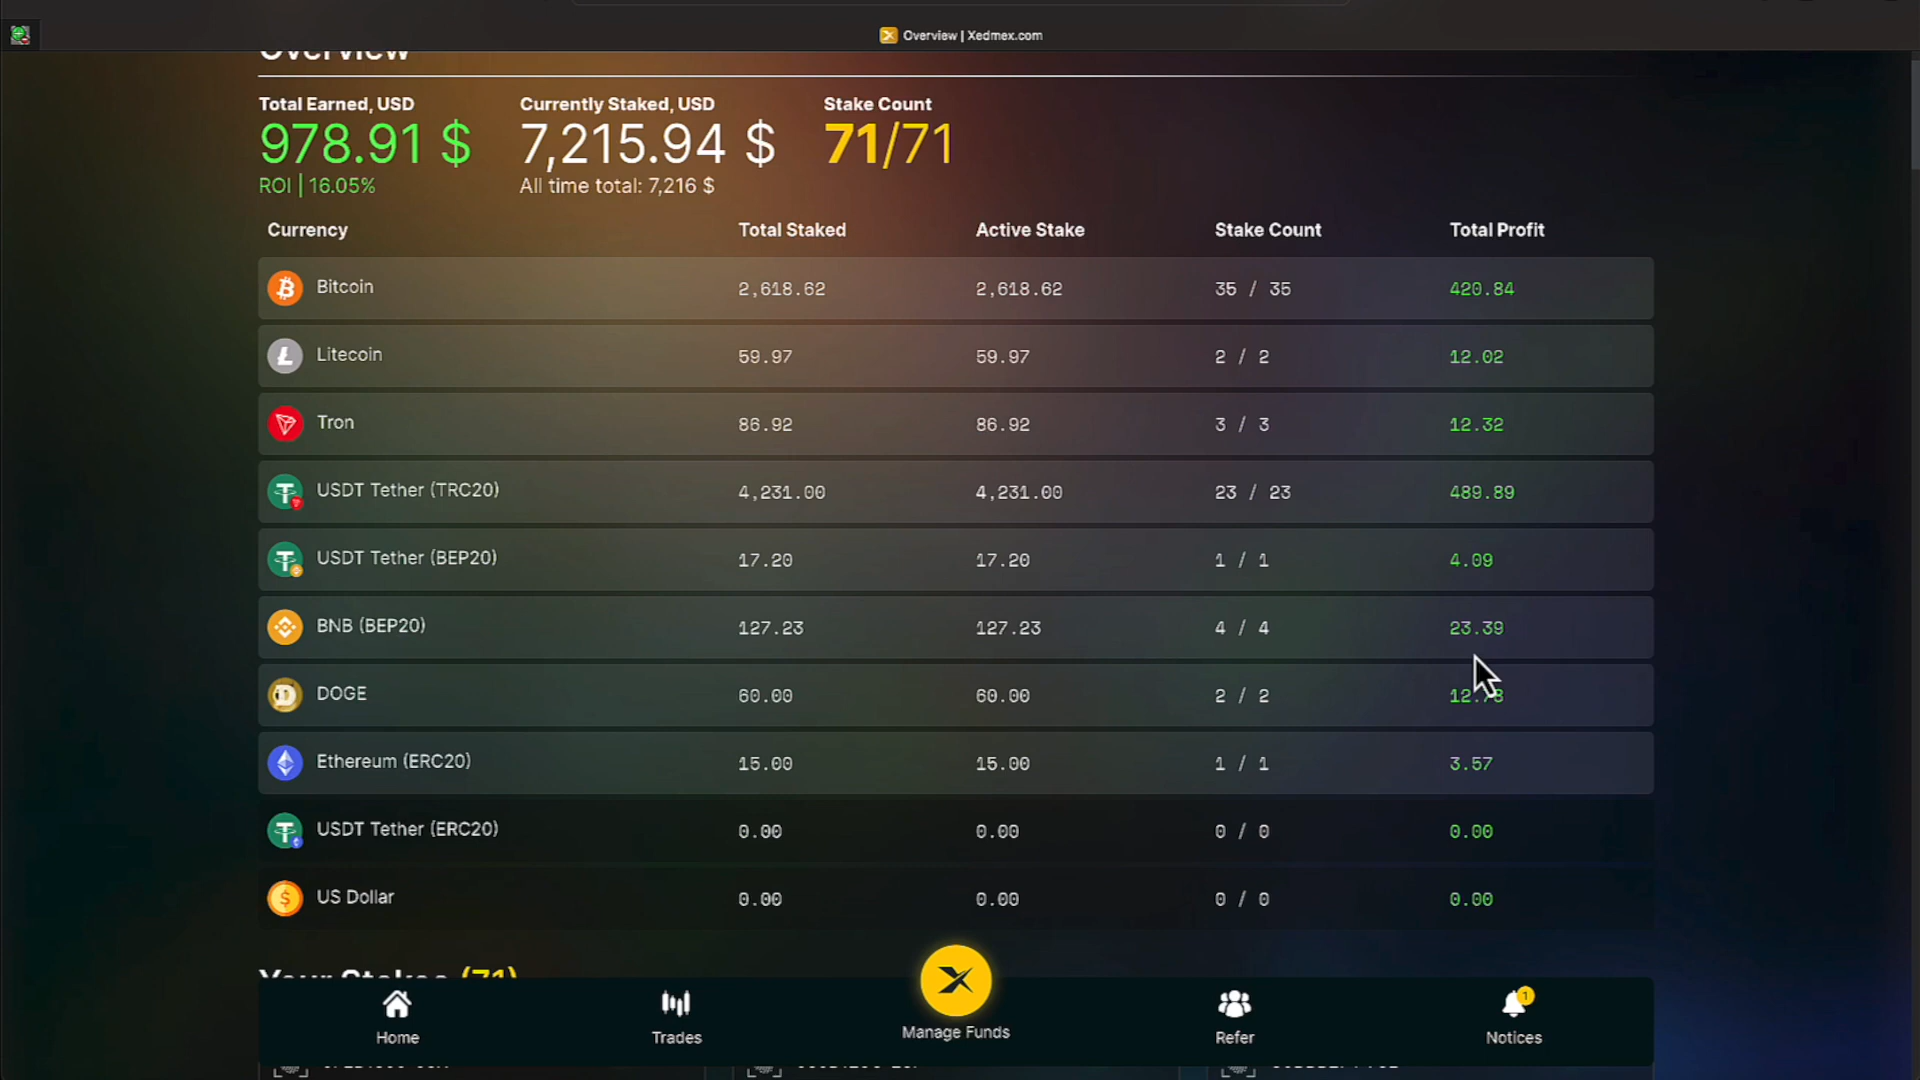 Overview | Xedmex.com
Overview
Total Earned, USD
978.91 $
ROI | 16.05%
Currently Staked, USD
7,215.94 $
All time total: 7,216 $
Stake Count
71/71
Currency Total Staked Active Stake Stake Count Total Profit
Bitcoin 2,618.62 2,618.62 35 / 35 420.84
Litecoin 59.97 59.97 2 / 2 12.02
Tron 86.92 86.92 3 / 3 12.32
USDT Tether (TRC20) 4,231.00 4,231.00 23 / 23 489.89
USDT Tether (BEP20) 17.20 17.20 1 / 1 4.09
BNB (BEP20) 127.23 127.23 4 / 4 23.39
DOGE 60.00 60.00 2 / 2
Ethereum (ERC20) 15.00 15.00 1 / 1 3.57
USDT Tether (ERC20) 0.00 0.00 0 / 0 0.00
US Dollar 0.00 0.00 0 / 0 0.00
Your Stakes (71)
Home Trades Manage Funds Refer Notices
1